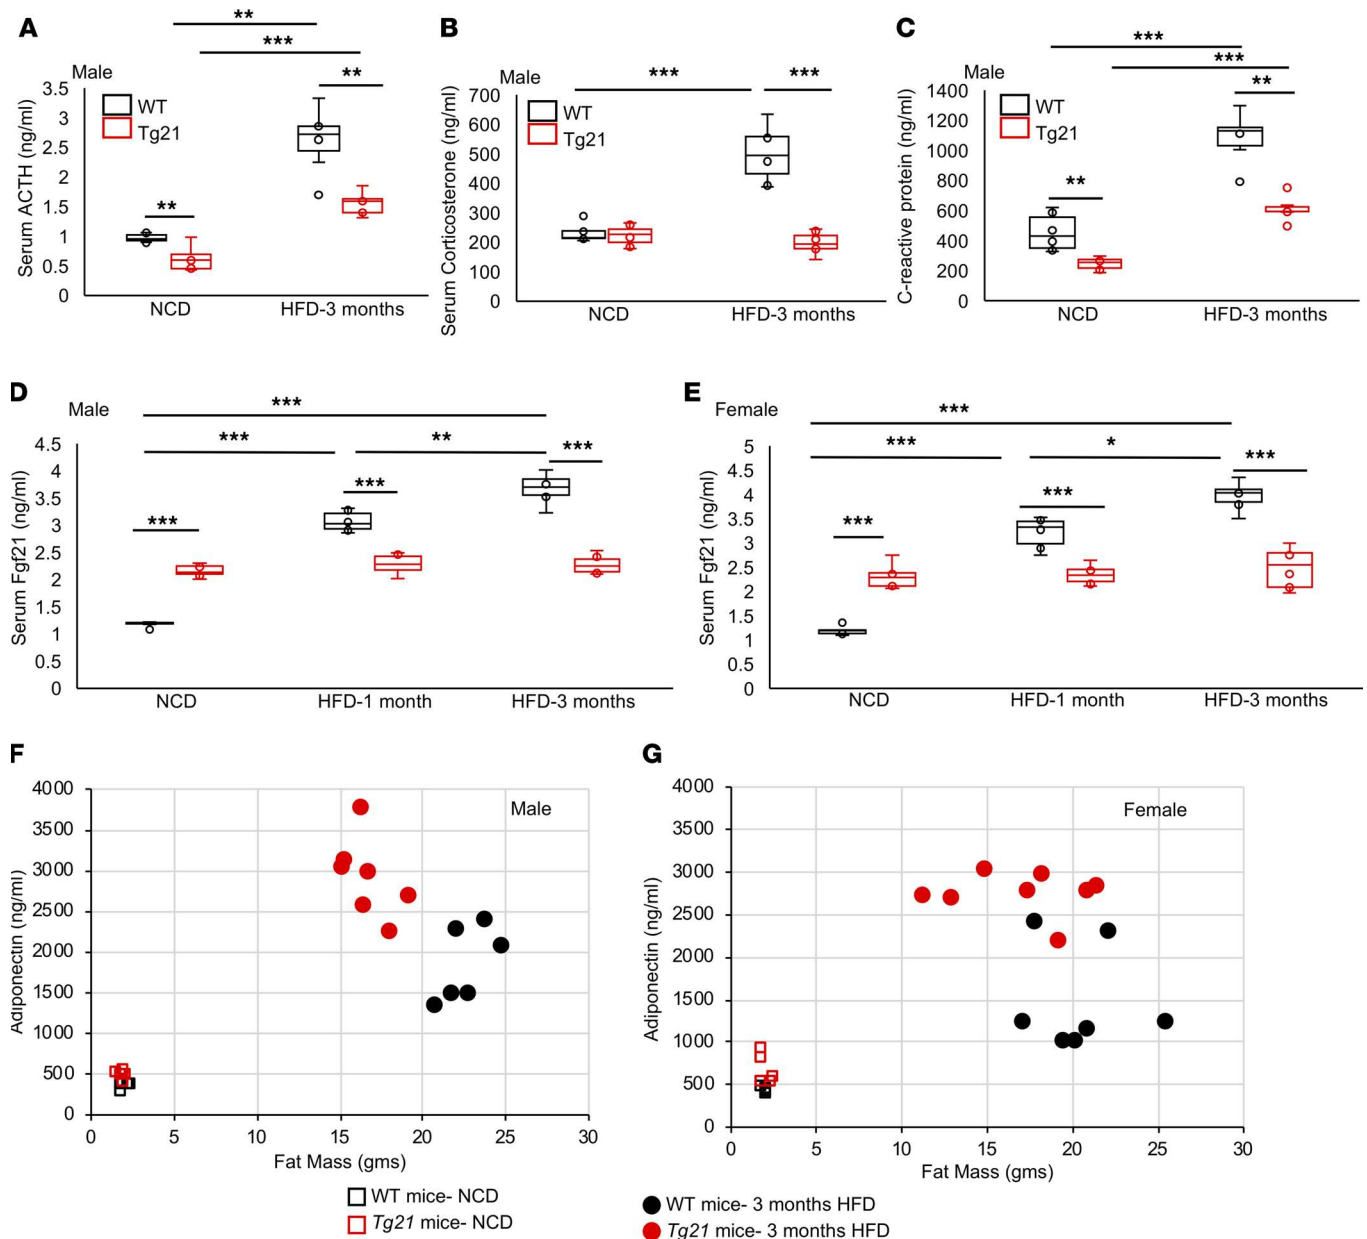 A
**
***
**
Male
WT
Tg21
**
Serum ACTH (ng/ml)
3.5
3
2.5
2
1.5
1
0.5
0
NCD
HFD-3 months
B
Male
***
***
WT
Tg21
Serum Corticosterone (ng/ml)
700
600
500
400
300
200
100
0
NCD
HFD-3 months
C
***
***
**
Male
WT
Tg21
**
C-reactive protein (ng/ml)
1400
1200
1000
800
600
400
200
0
NCD
HFD-3 months
D
Male
***
***
**
***
***
***
Serum Fgf21 (ng/ml)
4.5
4
3.5
3
2.5
2
1.5
1
0.5
0
NCD
HFD-1 month
HFD-3 months
E
Female
***
***
*
***
***
***
Serum Fgf21 (ng/ml)
5
4.5
4
3.5
3
2.5
2
1.5
1
0.5
0
NCD
HFD-1 month
HFD-3 months
F
Male
Adiponectin (ng/ml)
4000
3500
3000
2500
2000
1500
1000
500
0
0 5 10 15 20 25 30
Fat Mass (gms)
G
Female
Adiponectin (ng/ml)
4000
3500
3000
2500
2000
1500
1000
500
0
0 5 10 15 20 25 30
Fat Mass (gms)
WT mice- NCD
Tg21 mice- NCD
WT mice- 3 months HFD
Tg21 mice- 3 months HFD